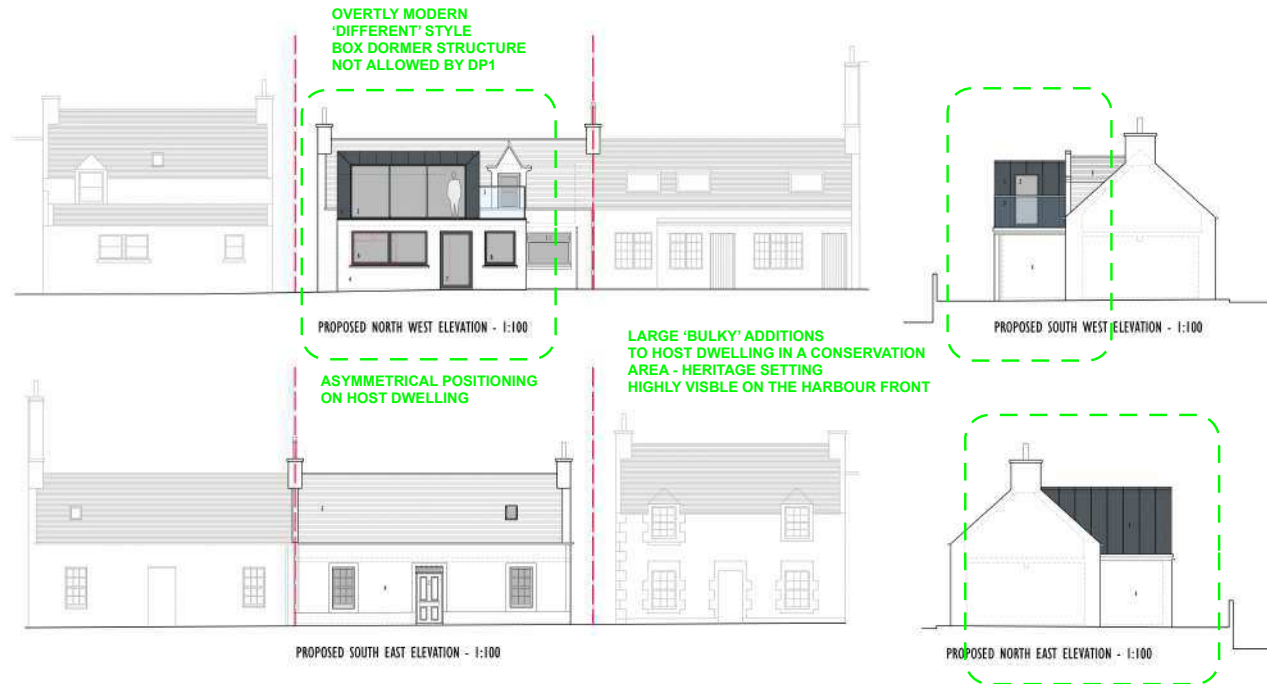 OVERTLY MODERN
'DIFFERENT' STYLE
BOX DORMER STRUCTURE
NOT ALLOWED BY DP1
PROPOSED NORTH WEST ELEVATION - 1:100
PROPOSED SOUTH WEST ELEVATION - 1:100
ASYMMETRICAL POSITIONING
ON HOST DWELLING
LARGE 'BULKY' ADDITIONS
TO HOST DWELLING IN A CONSERVATION
AREA - HERITAGE SETTING
HIGHLY VISBLE ON THE HARBOUR FRONT
PROPOSED SOUTH EAST ELEVATION - 1:100
PROPOSED NORTH EAST ELEVATION - 1:100